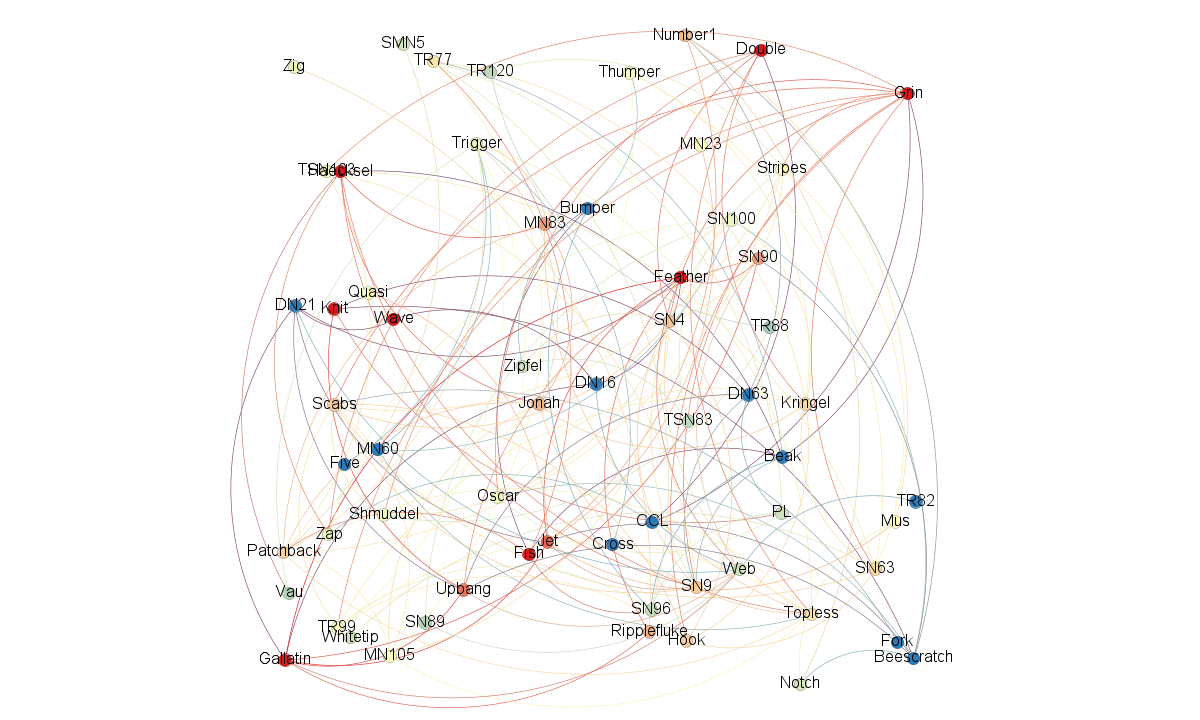 Number1
SMN5
Double
TR77
Zig
TR120
Thumper
Grin
Trigger
MN23
Stripes
TSN103
Haecksel
Bumper
MN83
SN100
SN90
Feather
Quasi
DN21
Knit
Wave
SN4
TR88
Zipfel
DN16
DN63
Scabs
Jonah
Kringel
TSN83
MN60
Five
Beak
Oscar
TR82
Shmuddel
CCL
PL
Mus
Zap
Jet
Cross
Patchback
Fish
Web
SN63
Vau
Upbang
SN9
SN96
Topless
SN89
TR99
Whitetip
Ripplefluke
Hook
Fork
Gallatin
MN105
Beescratch
Notch